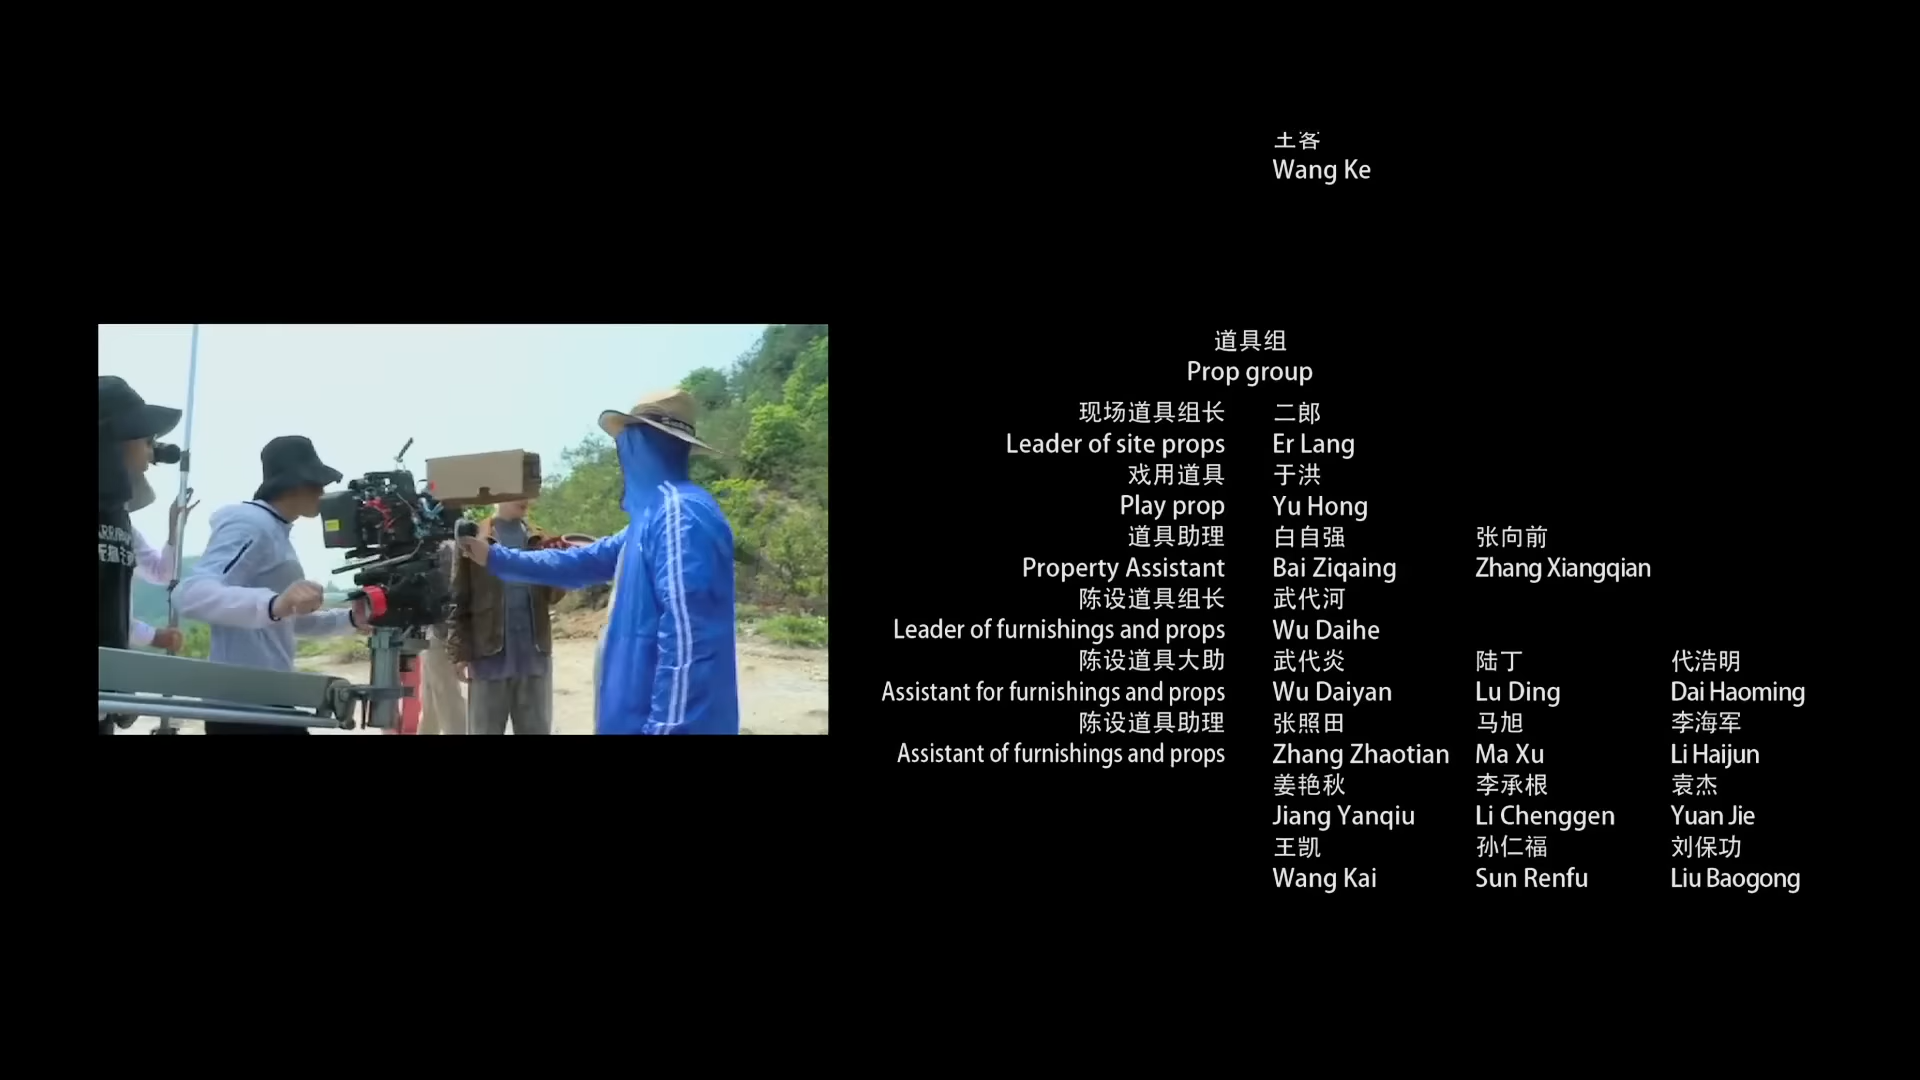 王客
Wang Ke
道具组
Prop group
现场道具组长 二郎
Leader of site props Er Lang
戏用道具 于洪
Play prop Yu Hong
道具助理 白自强 张向前
Property Assistant Bai Ziqaing Zhang Xiangqian
陈设道具组长 武代河
Leader of furnishings and props Wu Daihe
陈设道具大助 武代炎 陆丁 代浩明
Assistant for furnishings and props Wu Daiyan Lu Ding Dai Haoming
陈设道具助理 张照田 马旭 李海军
Assistant of furnishings and props Zhang Zhaotian Ma Xu Li Haijun
姜艳秋 李承根 袁杰
Jiang Yanqiu Li Chenggen Yuan Jie
王凯 孙仁福 刘保功
Wang Kai Sun Renfu Liu Baogong